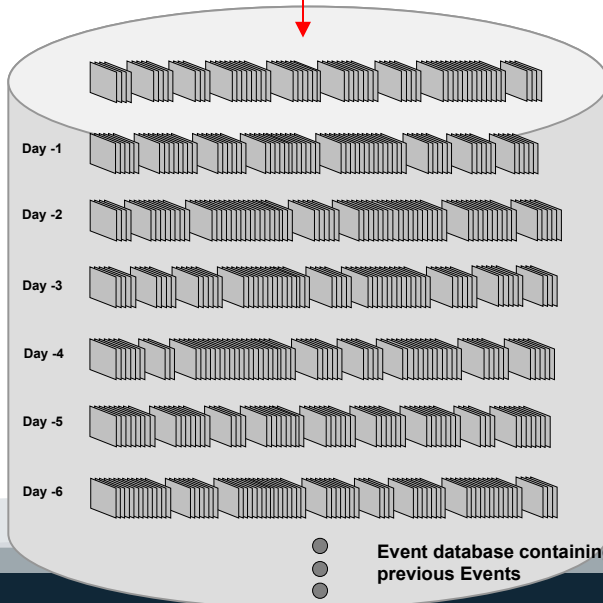 Day -1
Day -2
Day -3
Day -4
Day -5
Day -6
Event database containin
previous Events